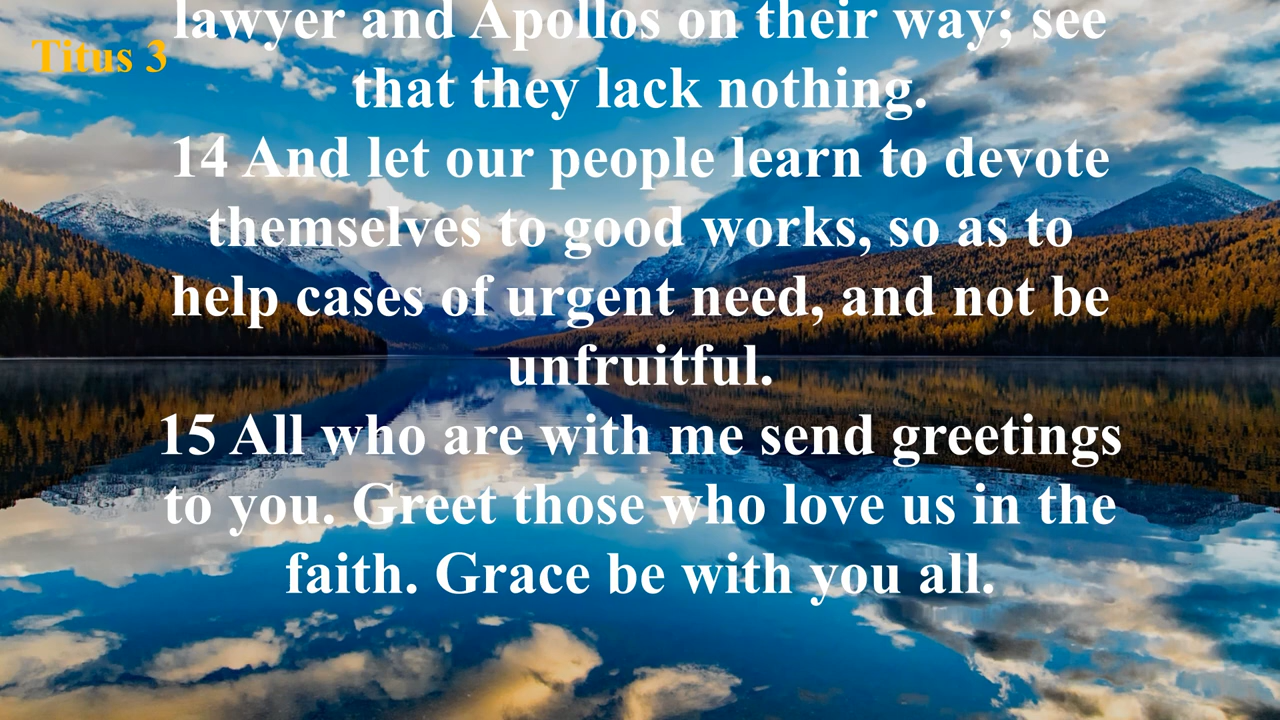 lawyer and Apollos on their way; see
Titus 3
that they lack nothing.
14 And let our people learn to devote
themselves to good works, so as to
help cases of urgent need, and not be
unfruitful.
15 All who are with me send greetings
to you. Greet those who love us in the
faith. Grace be with you all.